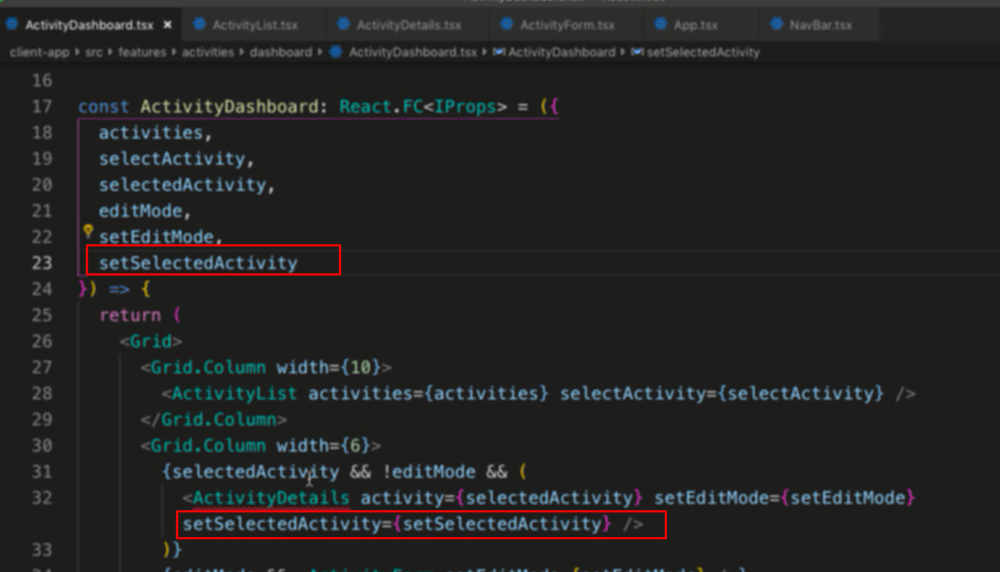 ActivityDashboard.tsx × ActivityList.tsx ActivityDetails.tsx ActivityForm.tsx App.tsx NavBar.tsx
client-app src features activities dashboard ActivityDashboard.tsx ActivityDashboard setSelectedActivity
16
17 const ActivityDashboard: React.FC<IProps> = ({
18 activities,
19 selectActivity,
20 selectedActivity,
21 editMode,
22 setEditMode,
23 setSelectedActivity
24 }) => {
25 return (
26 <Grid>
27 <Grid.Column width={10}>
28 <ActivityList activities={activities} selectActivity={selectActivity} />
29 </Grid.Column>
30 <Grid.Column width={6}>
31 {selectedActivity && !editMode && (
32 <ActivityDetails activity={selectedActivity} setEditMode={setEditMode}
setSelectedActivity={setSelectedActivity} />
33 )}